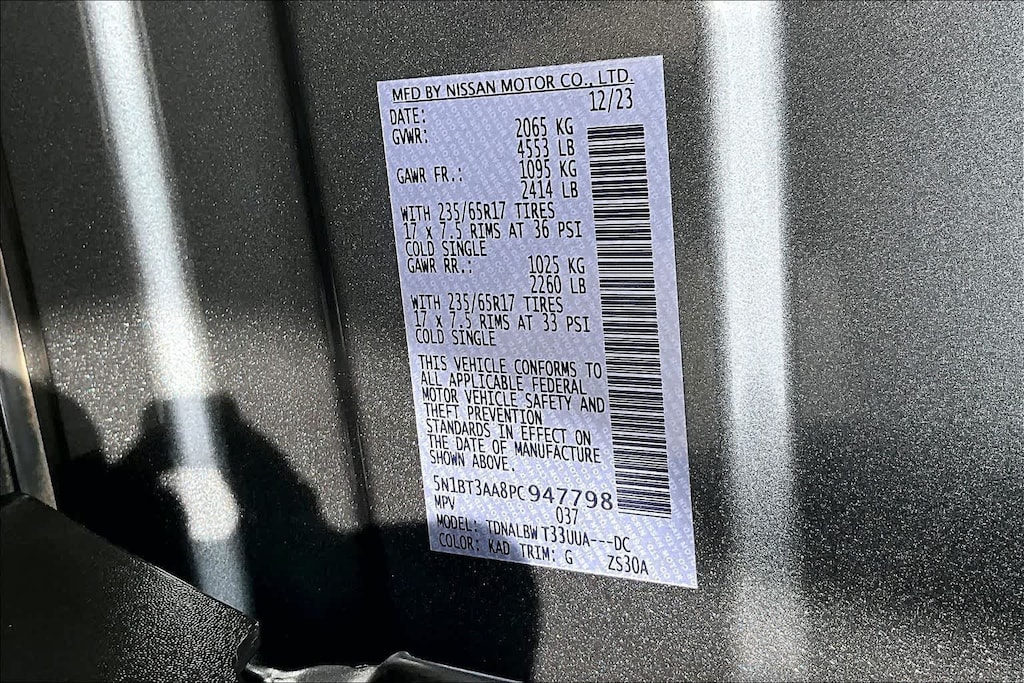 MFD BY NISSAN MOTOR CO., LTD.
DATE: 12/23
GVWR: 2065 KG
4553 LB
GAWR FR.: 1095 KG
2414 LB
WITH 235/65R17 TIRES
17 x 7.5 RIMS AT 36 PSI
COLD SINGLE
GAWR RR.: 1025 KG
2260 LB
WITH 235/65R17 TIRES
17 x 7.5 RIMS AT 33 PSI
COLD SINGLE
THIS VEHICLE CONFORMS TO
ALL APPLICABLE FEDERAL
MOTOR VEHICLE SAFETY AND
THEFT PREVENTION
STANDARDS IN EFFECT ON
THE DATE OF MANUFACTURE
SHOWN ABOVE.
5N1BT3AA8PC947798
MPV 037
MODEL: TDNALBW T33UUA---DC
COLOR: KAD TRIM: G ZS30A